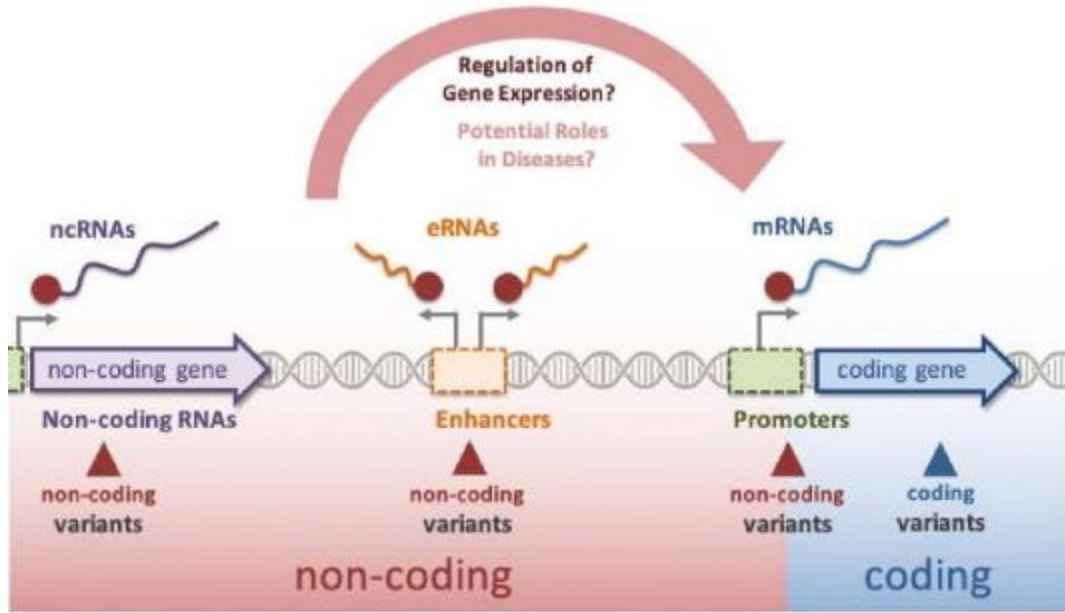 Regulation of
Gene Expression?
Potential Roles
in Diseases?
ncRNAs
eRNAs
mRNAs
non-coding gene
coding gene
Non-coding RNAs
Enhancers
Promoters
non-coding
variants
non-coding
variants
non-coding
variants
coding
variants
non-coding
coding